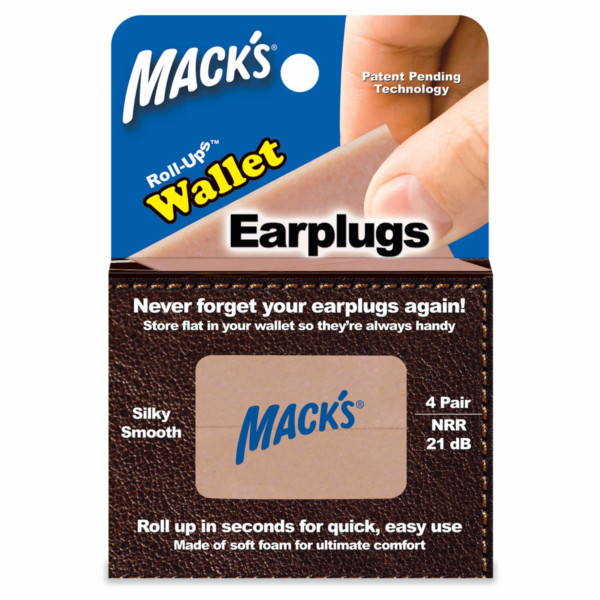 MACK'S®
Patent Pending
Technology
Roll-Ups™
Wallet
Earplugs
Never forget your earplugs again!
Store flat in your wallet so they're always handy
MACK'S®
Silky
Smooth
4 Pair
NRR
21 dB
Roll up in seconds for quick, easy use
Made of soft foam for ultimate comfort